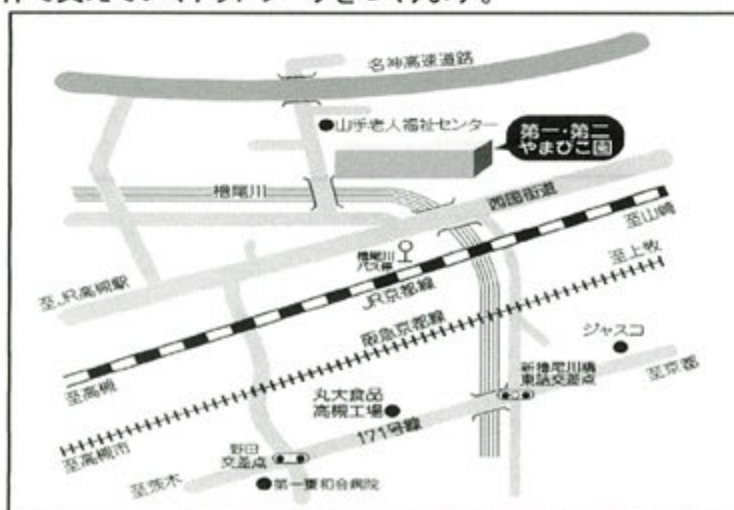 名神高速道路
山手老人福祉センター
第一・第二
やまびこ園
檜尾川
西国街道
至山崎
檜尾川
バス停
至上牧
至JR高槻駅
JR京都線
阪急京都線
ジャスコ
至高槻
新檜尾川橋
東詰交差点
至京都
丸大食品
高槻工場
171号線
至高槻市
野田
交差点
至茨木
第一東和会病院